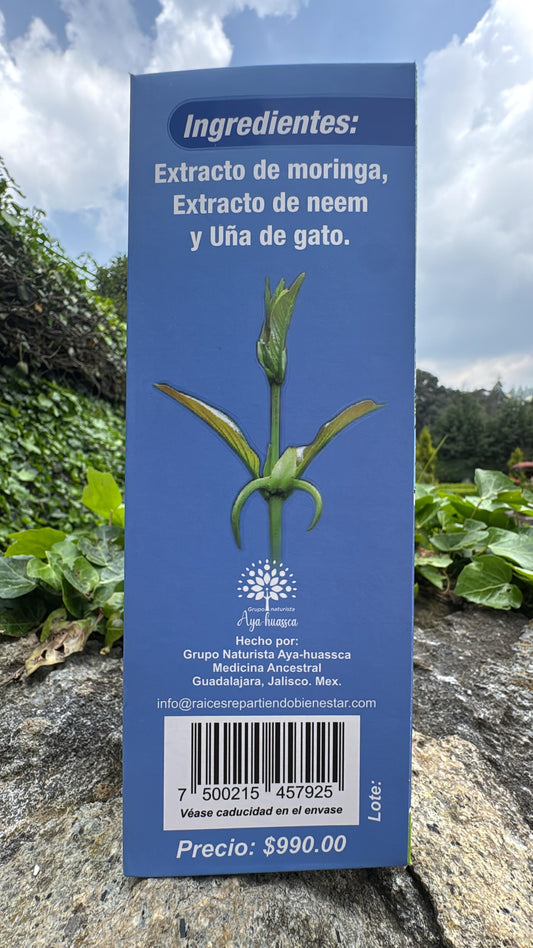 Ingredientes:
Extracto de moringa,
Extracto de neem
y Uña de gato.
Grupo naturista
Aya-huassca
Hecho por:
Grupo Naturista Aya-huassca
Medicina Ancestral
Guadalajara, Jalisco. Mex.
info@raicesrepartiendobienestar.com
7 500215 457925
Véase caducidad en el envase
Lote:
Precio: $990.00